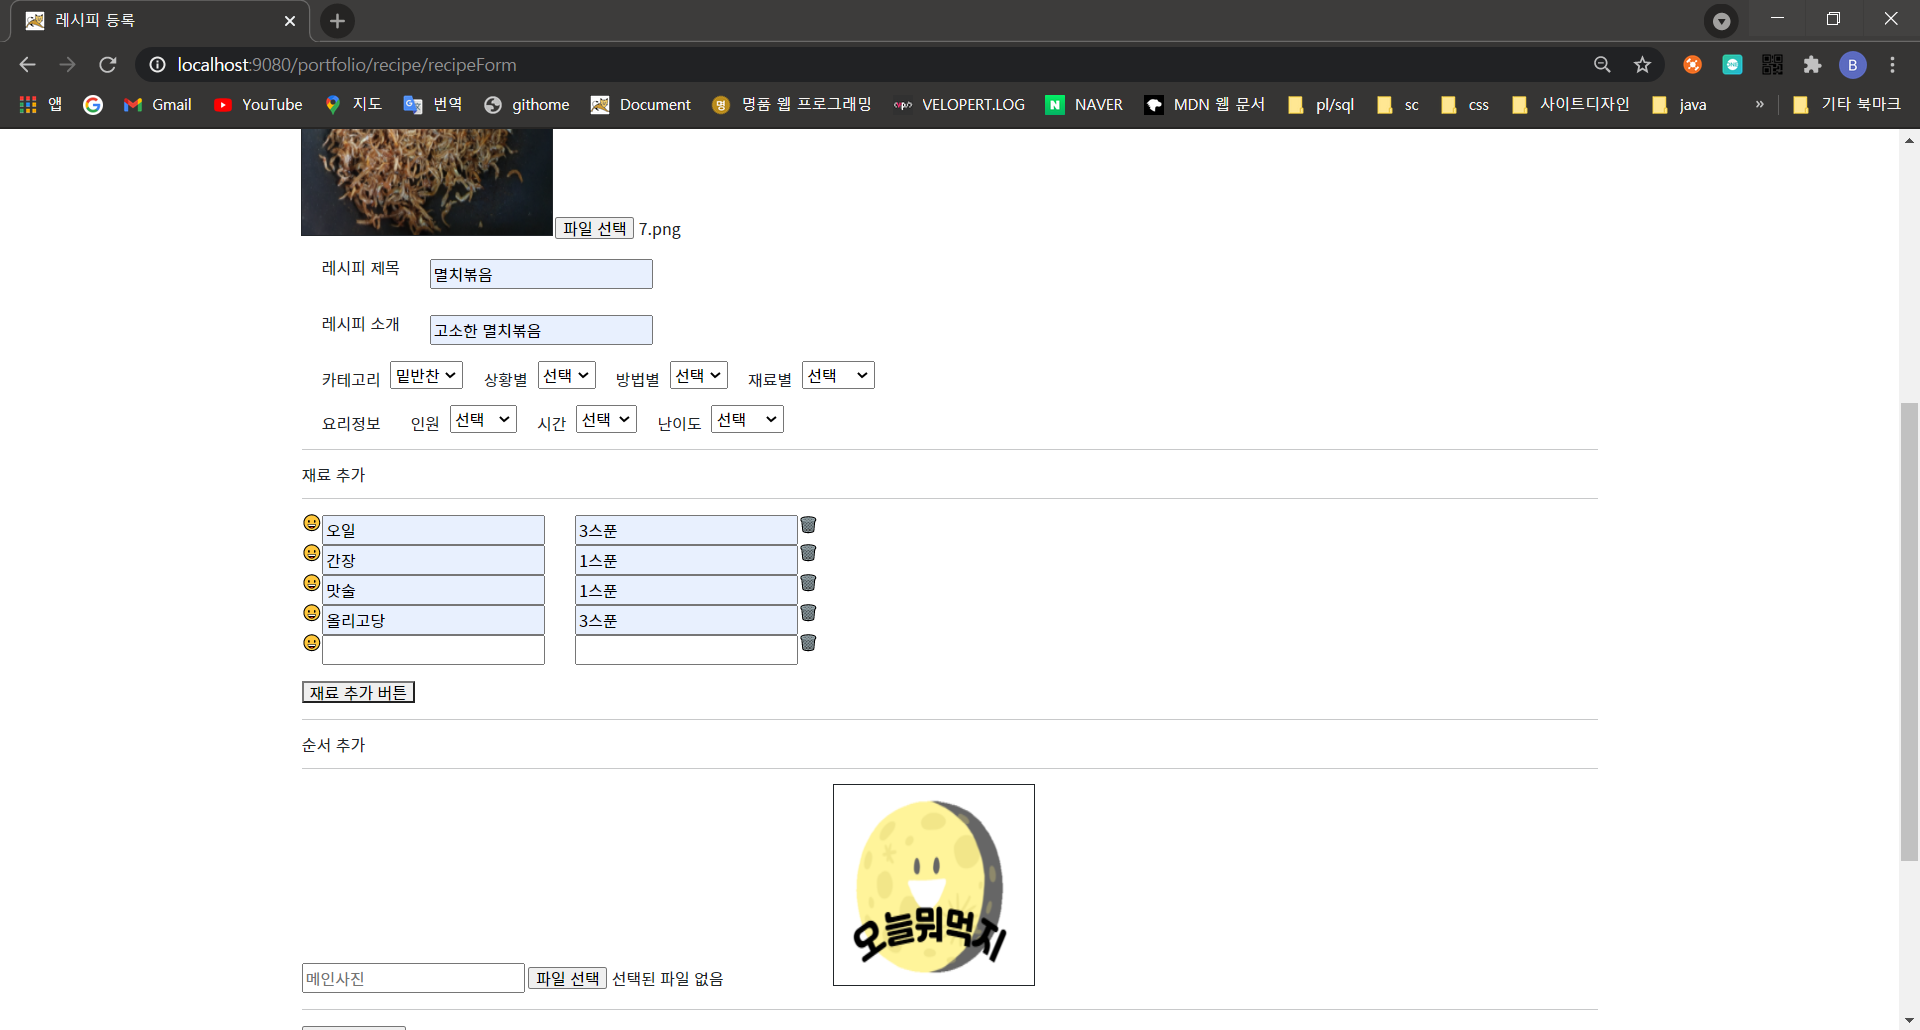 레시피 등록
localhost:9080/portfolio/recipe/recipeForm
B
앱 Gmail YouTube 지도 번역 githome Document 명품 웹 프로그래밍 VELOPERT.LOG NAVER MDN 웹 문서 pl/sql sc css 사이트디자인 java » 기타 북마크
파일 선택 7.png
레시피 제목 멸치볶음
레시피 소개 고소한 멸치볶음
카테고리 밑반찬 상황별 선택 방법별 선택 재료별 선택
요리정보 인원 선택 시간 선택 난이도 선택
재료 추가
오일 3스푼
간장 1스푼
맛술 1스푼
올리고당 3스푼
재료 추가 버튼
순서 추가
오늘뭐먹지
메인사진 파일 선택 선택된 파일 없음